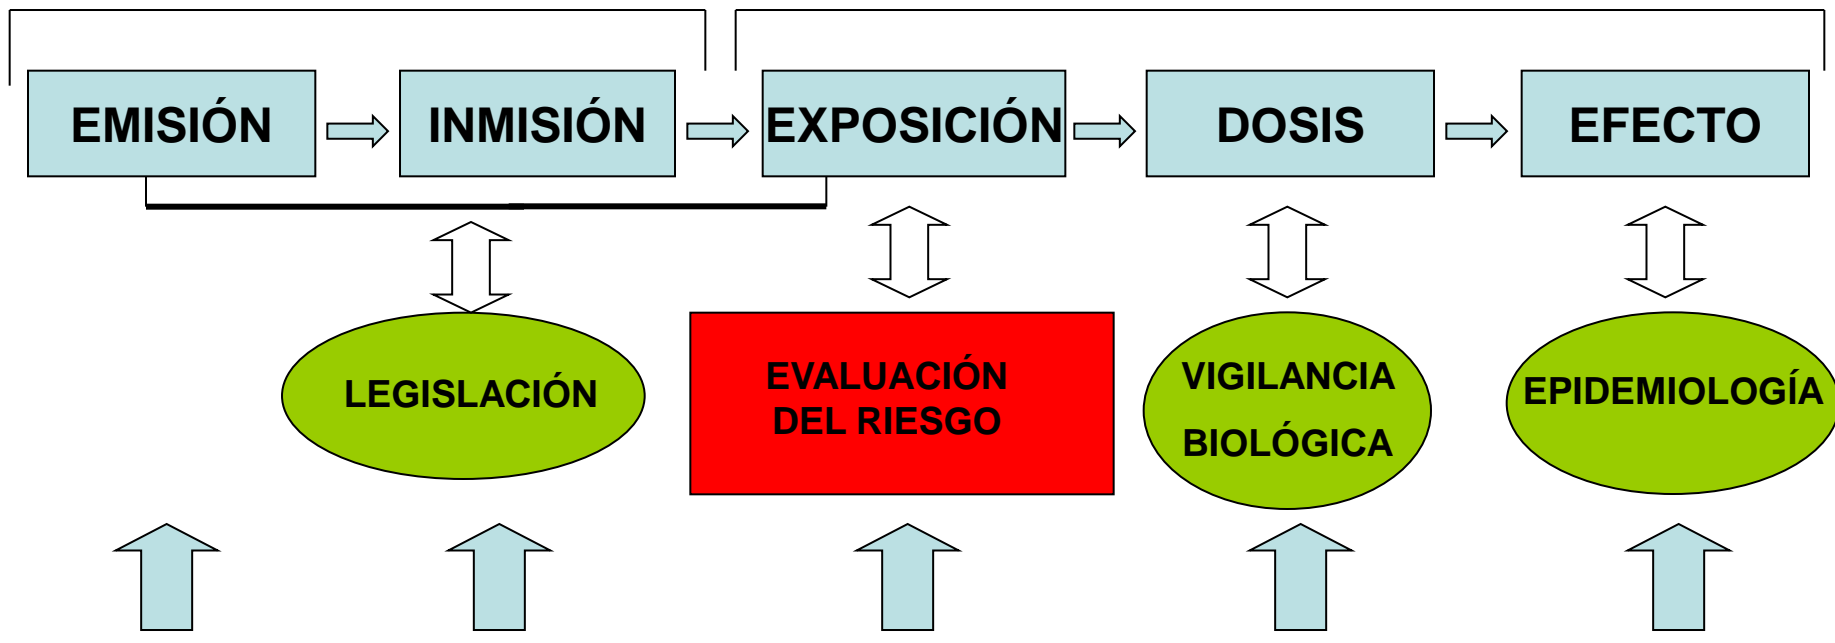 EMISIÓN
INMISIÓN
EXPOSICIÓN
DOSIS
EFECTO
LEGISLACIÓN
EVALUACIÓN
DEL RIESGO
VIGILANCIA
BIOLÓGICA
EPIDEMIOLOGÍA